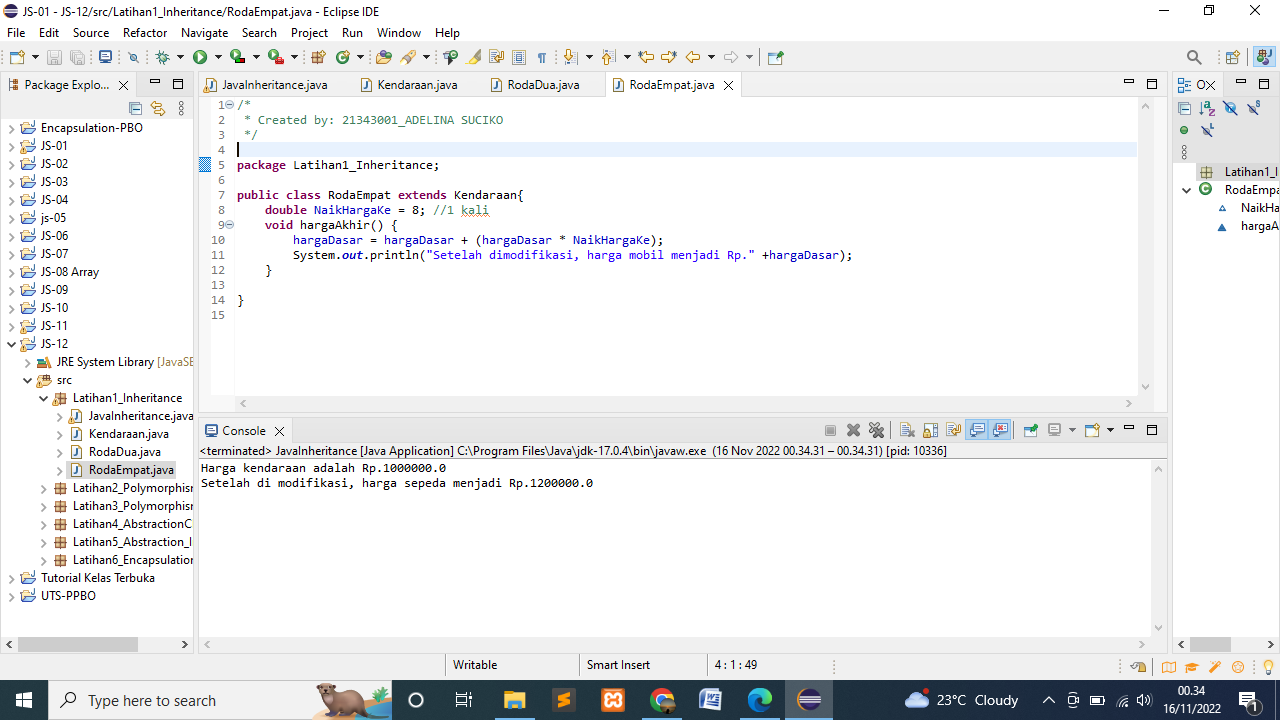 JS-01 - JS-12/src/Latihan1_Inheritance/RodaEmpat.java - Eclipse IDE
File Edit Source Refactor Navigate Search Project Run Window Help
Package Explo...
JavaInheritance.java Kendaraan.java RodaDua.java RodaEmpat.java
Encapsulation-PBO
JS-01
JS-02
JS-03
JS-04
js-05
JS-06
JS-07
JS-08 Array
JS-09
JS-10
JS-11
JS-12
JRE System Library [JavaSE
src
Latihan1_Inheritance
JavaInheritance.java
Kendaraan.java
RodaDua.java
RodaEmpat.java
Latihan2_Polymorphisr
Latihan3_Polymorphisr
Latihan4_AbstractionCl
Latihan5_Abstraction_I
Latihan6_Encapsulation
Tutorial Kelas Terbuka
UTS-PPBO
1 /*
2 * Created by: 21343001_ADELINA SUCIKO
3 */
4
5 package Latihan1_Inheritance;
6
7 public class RodaEmpat extends Kendaraan{
8 double NaikHargaKe = 8; //1 kali
9 void hargaAkhir() {
10 hargaDasar = hargaDasar + (hargaDasar * NaikHargaKe);
11 System.out.println("Setelah dimodifikasi, harga mobil menjadi Rp." +hargaDasar);
12 }
13
14 }
15
O
Latihan1_I
RodaEmpa
NaikHa
hargaA
Console
<terminated> JavaInheritance [Java Application] C:\Program Files\Java\jdk-17.0.4\bin\javaw.exe (16 Nov 2022 00.34.31 – 00.34.31) [pid: 10336]
Harga kendaraan adalah Rp.1000000.0
Setelah di modifikasi, harga sepeda menjadi Rp.1200000.0
Writable Smart Insert 4 : 1 : 49
Type here to search
23°C Cloudy
00.34
16/11/2022
1